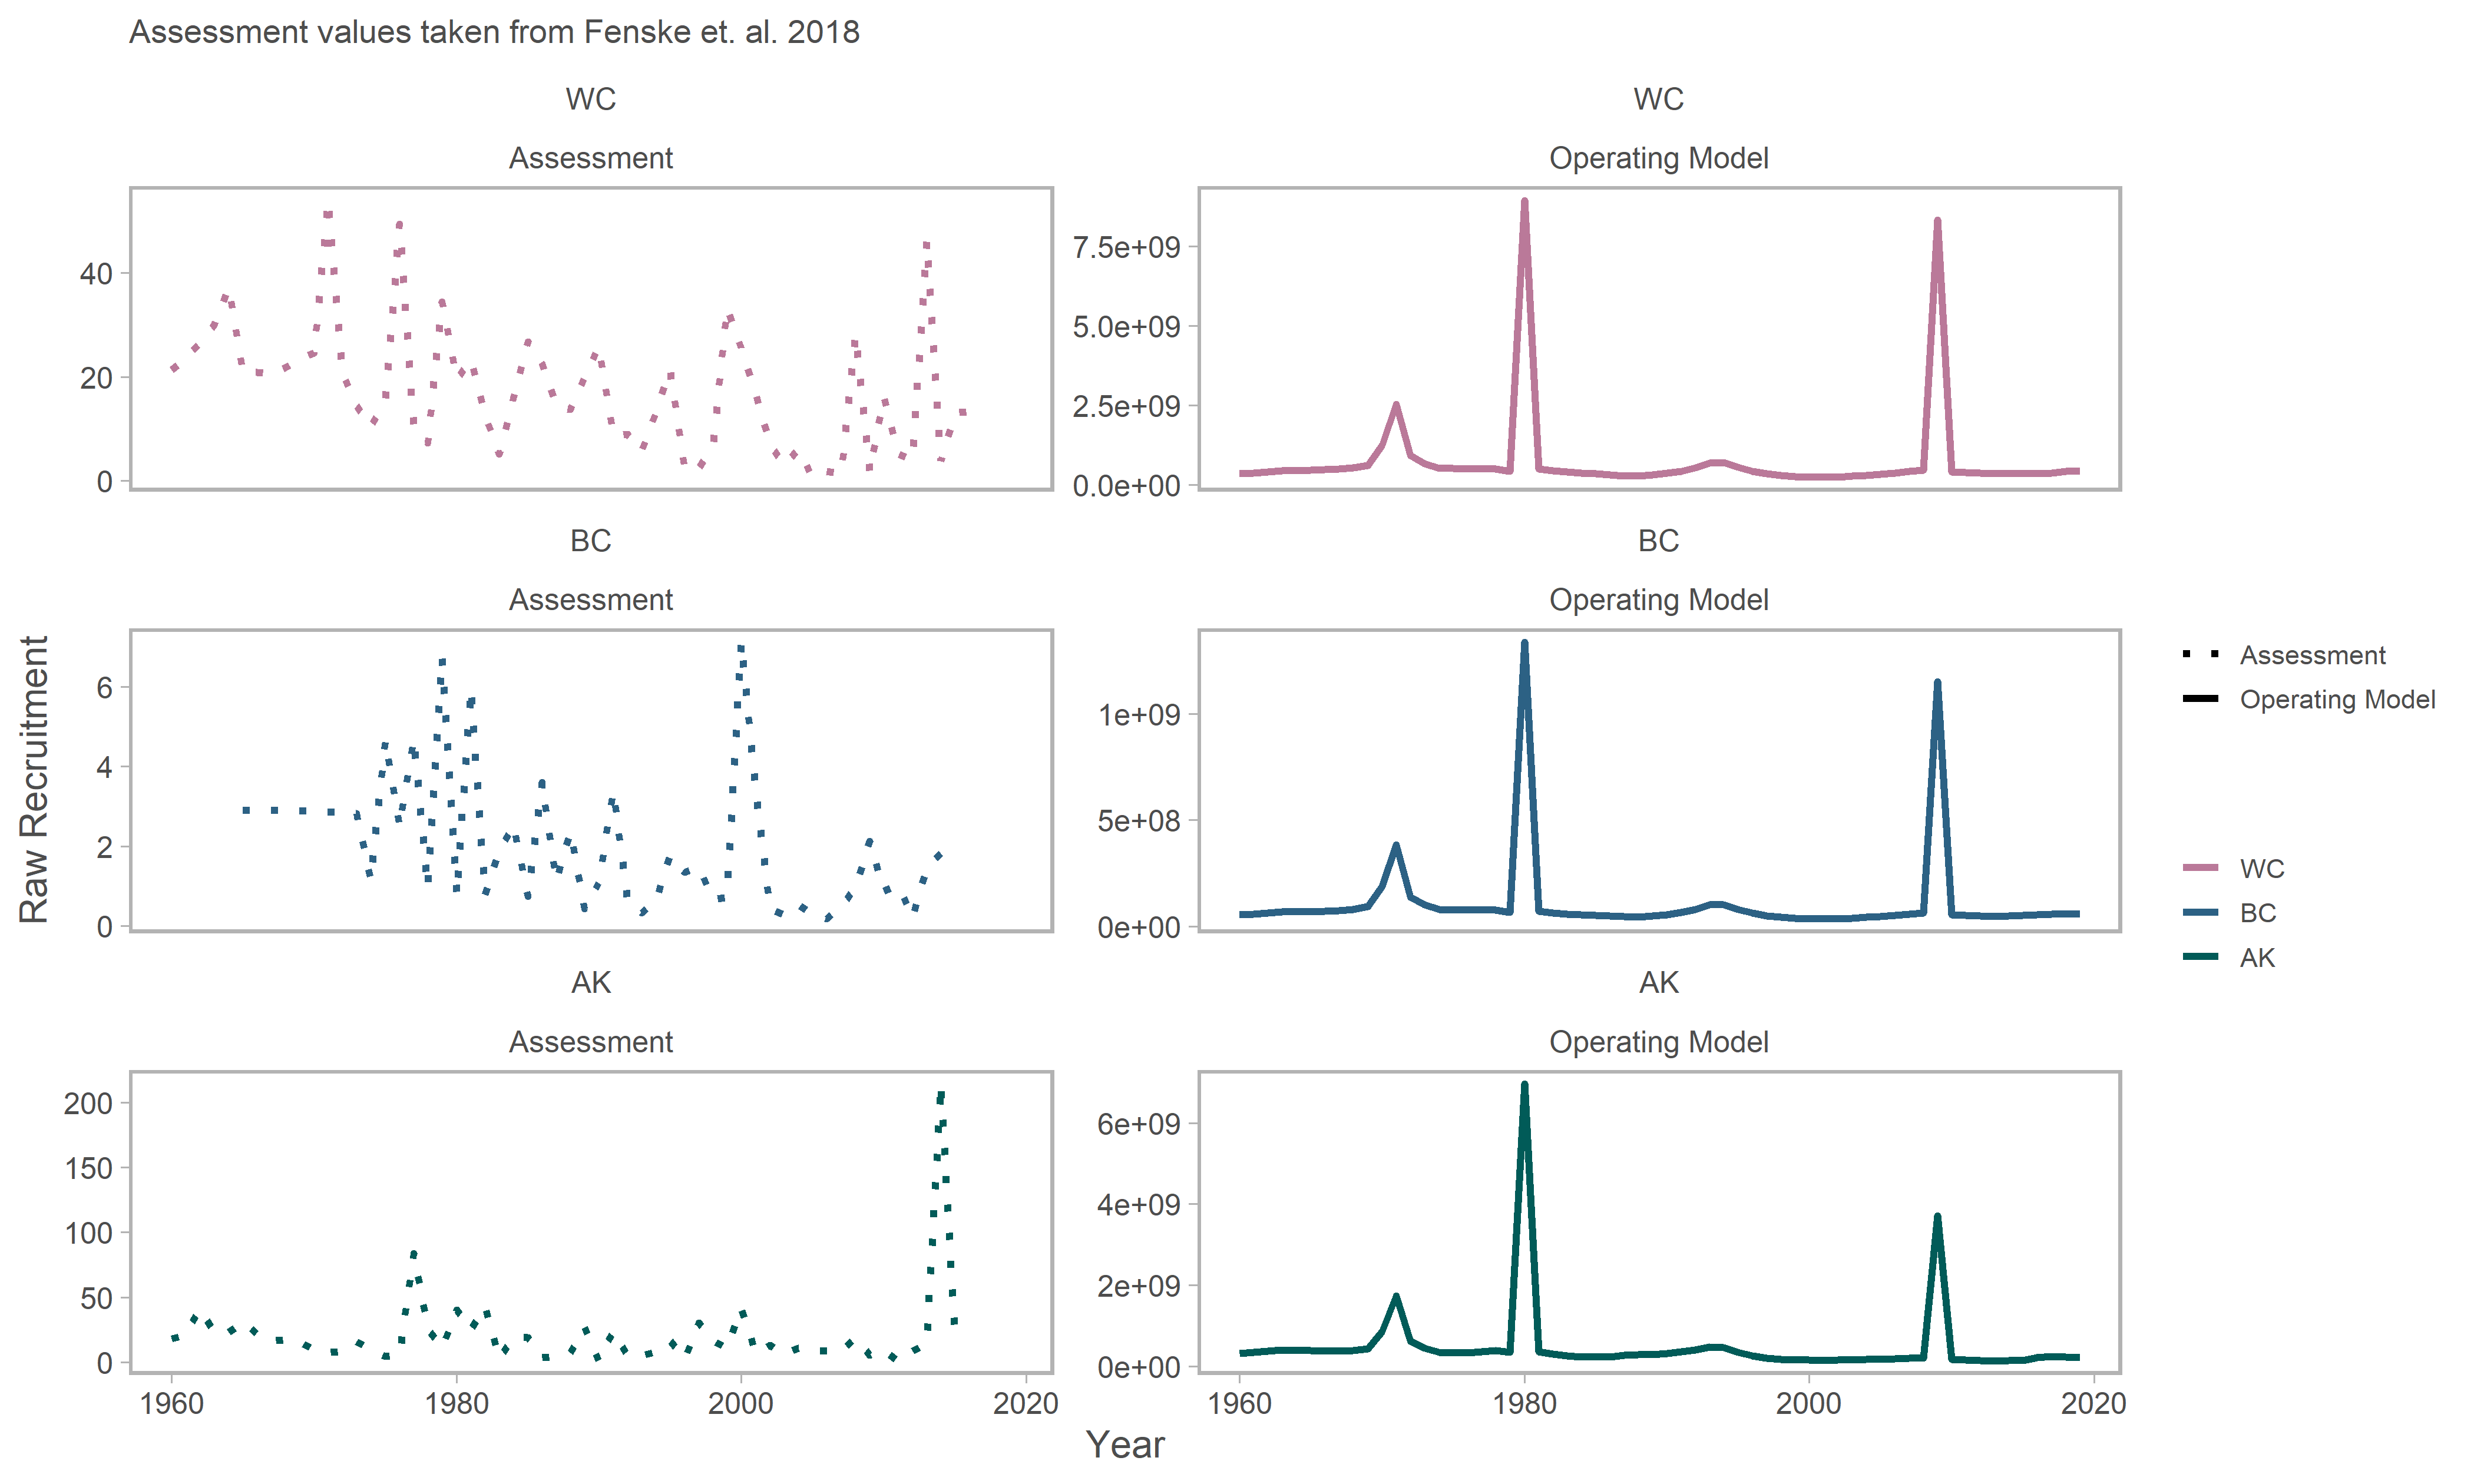 Assessment values taken from Fenske et. al. 2018
WC
Assessment
40
20
0
WC
Operating Model
7.5e+09
5.0e+09
2.5e+09
0.0e+00
BC
Assessment
6
4
2
0
BC
Operating Model
1e+09
5e+08
0e+00
AK
Assessment
200
150
100
50
0
1960
1980
2000
2020
AK
Operating Model
6e+09
4e+09
2e+09
0e+00
1960
1980
2000
2020
Raw Recruitment
Year
Assessment
Operating Model
WC
BC
AK